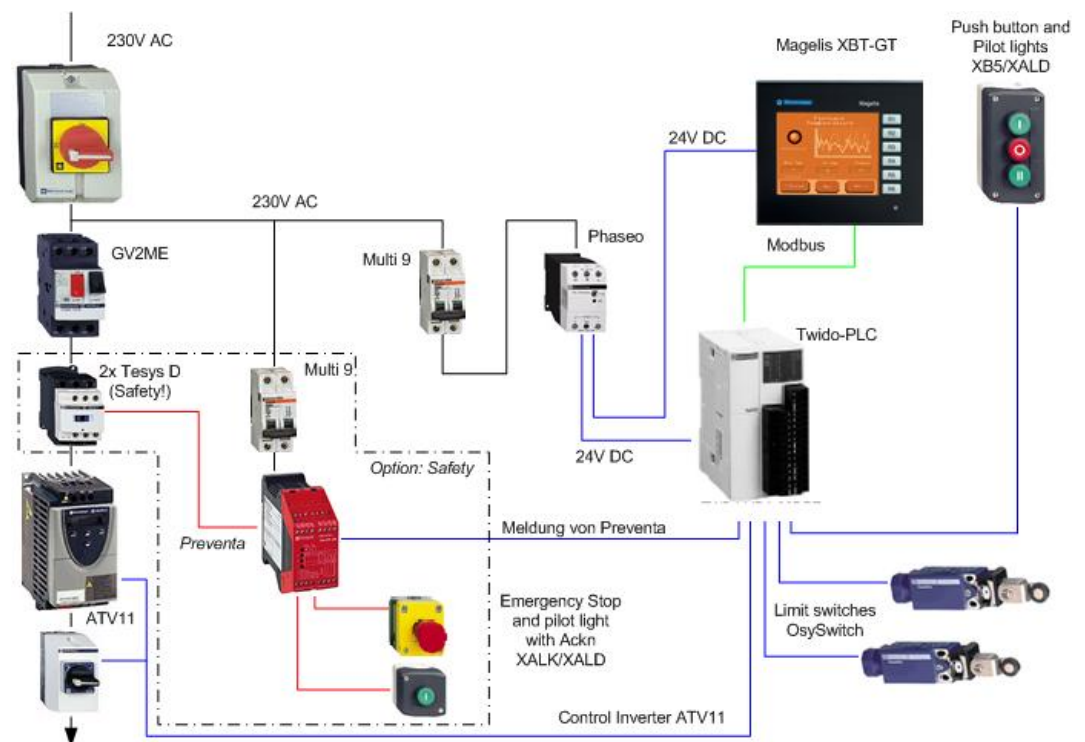 230V AC
Magelis XBT-GT
Push button and
Pilot lights
XB5/XALD
Magelis
24V DC
I
O
II
230V AC
GV2ME
Multi 9
Phaseo
Modbus
Twido-PLC
2x Tesys D
(Safety!)
Multi 9
24V DC
Option: Safety
Preventa
Meldung von Preventa
ATV11
Emergency Stop
and pilot light
with Ackn
XALK/XALD
I
Limit switches
OsySwitch
Control Inverter ATV11